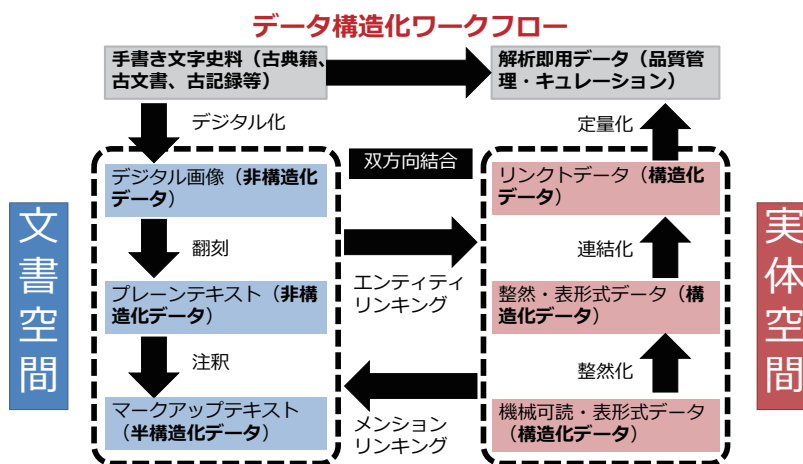 データ構造化ワークフロー
手書き文字史料（古典籍、
古文書、古記録等）
解析即用データ（品質管
理・キュレーション）
デジタル化
定量化
双方向結合
文書空間
デジタル画像（非構造化
データ）
翻刻
プレーンテキスト（非構
造化データ）
注釈
マークアップテキスト
（半構造化データ）
エンティティ
リンキング
メンション
リンキング
リンクトデータ（構造化
データ）
連結化
整然・表形式データ（構
造化データ）
整然化
機械可読・表形式データ
（構造化データ）
実体空間